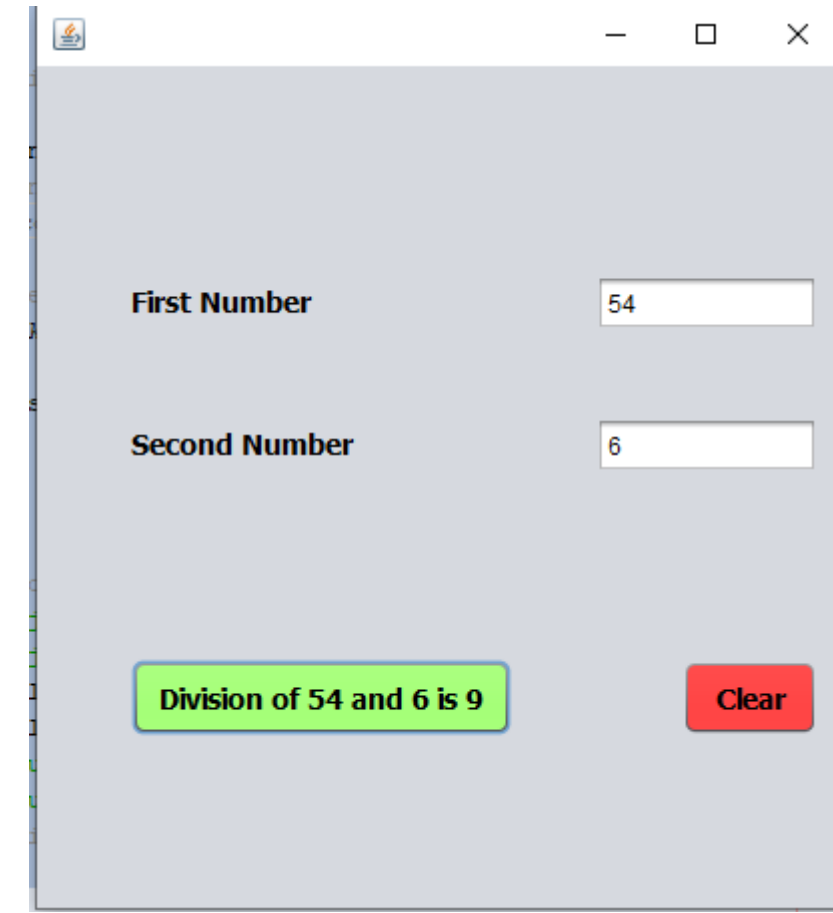 First Number
54
Second Number
6
Division of 54 and 6 is 9
Clear